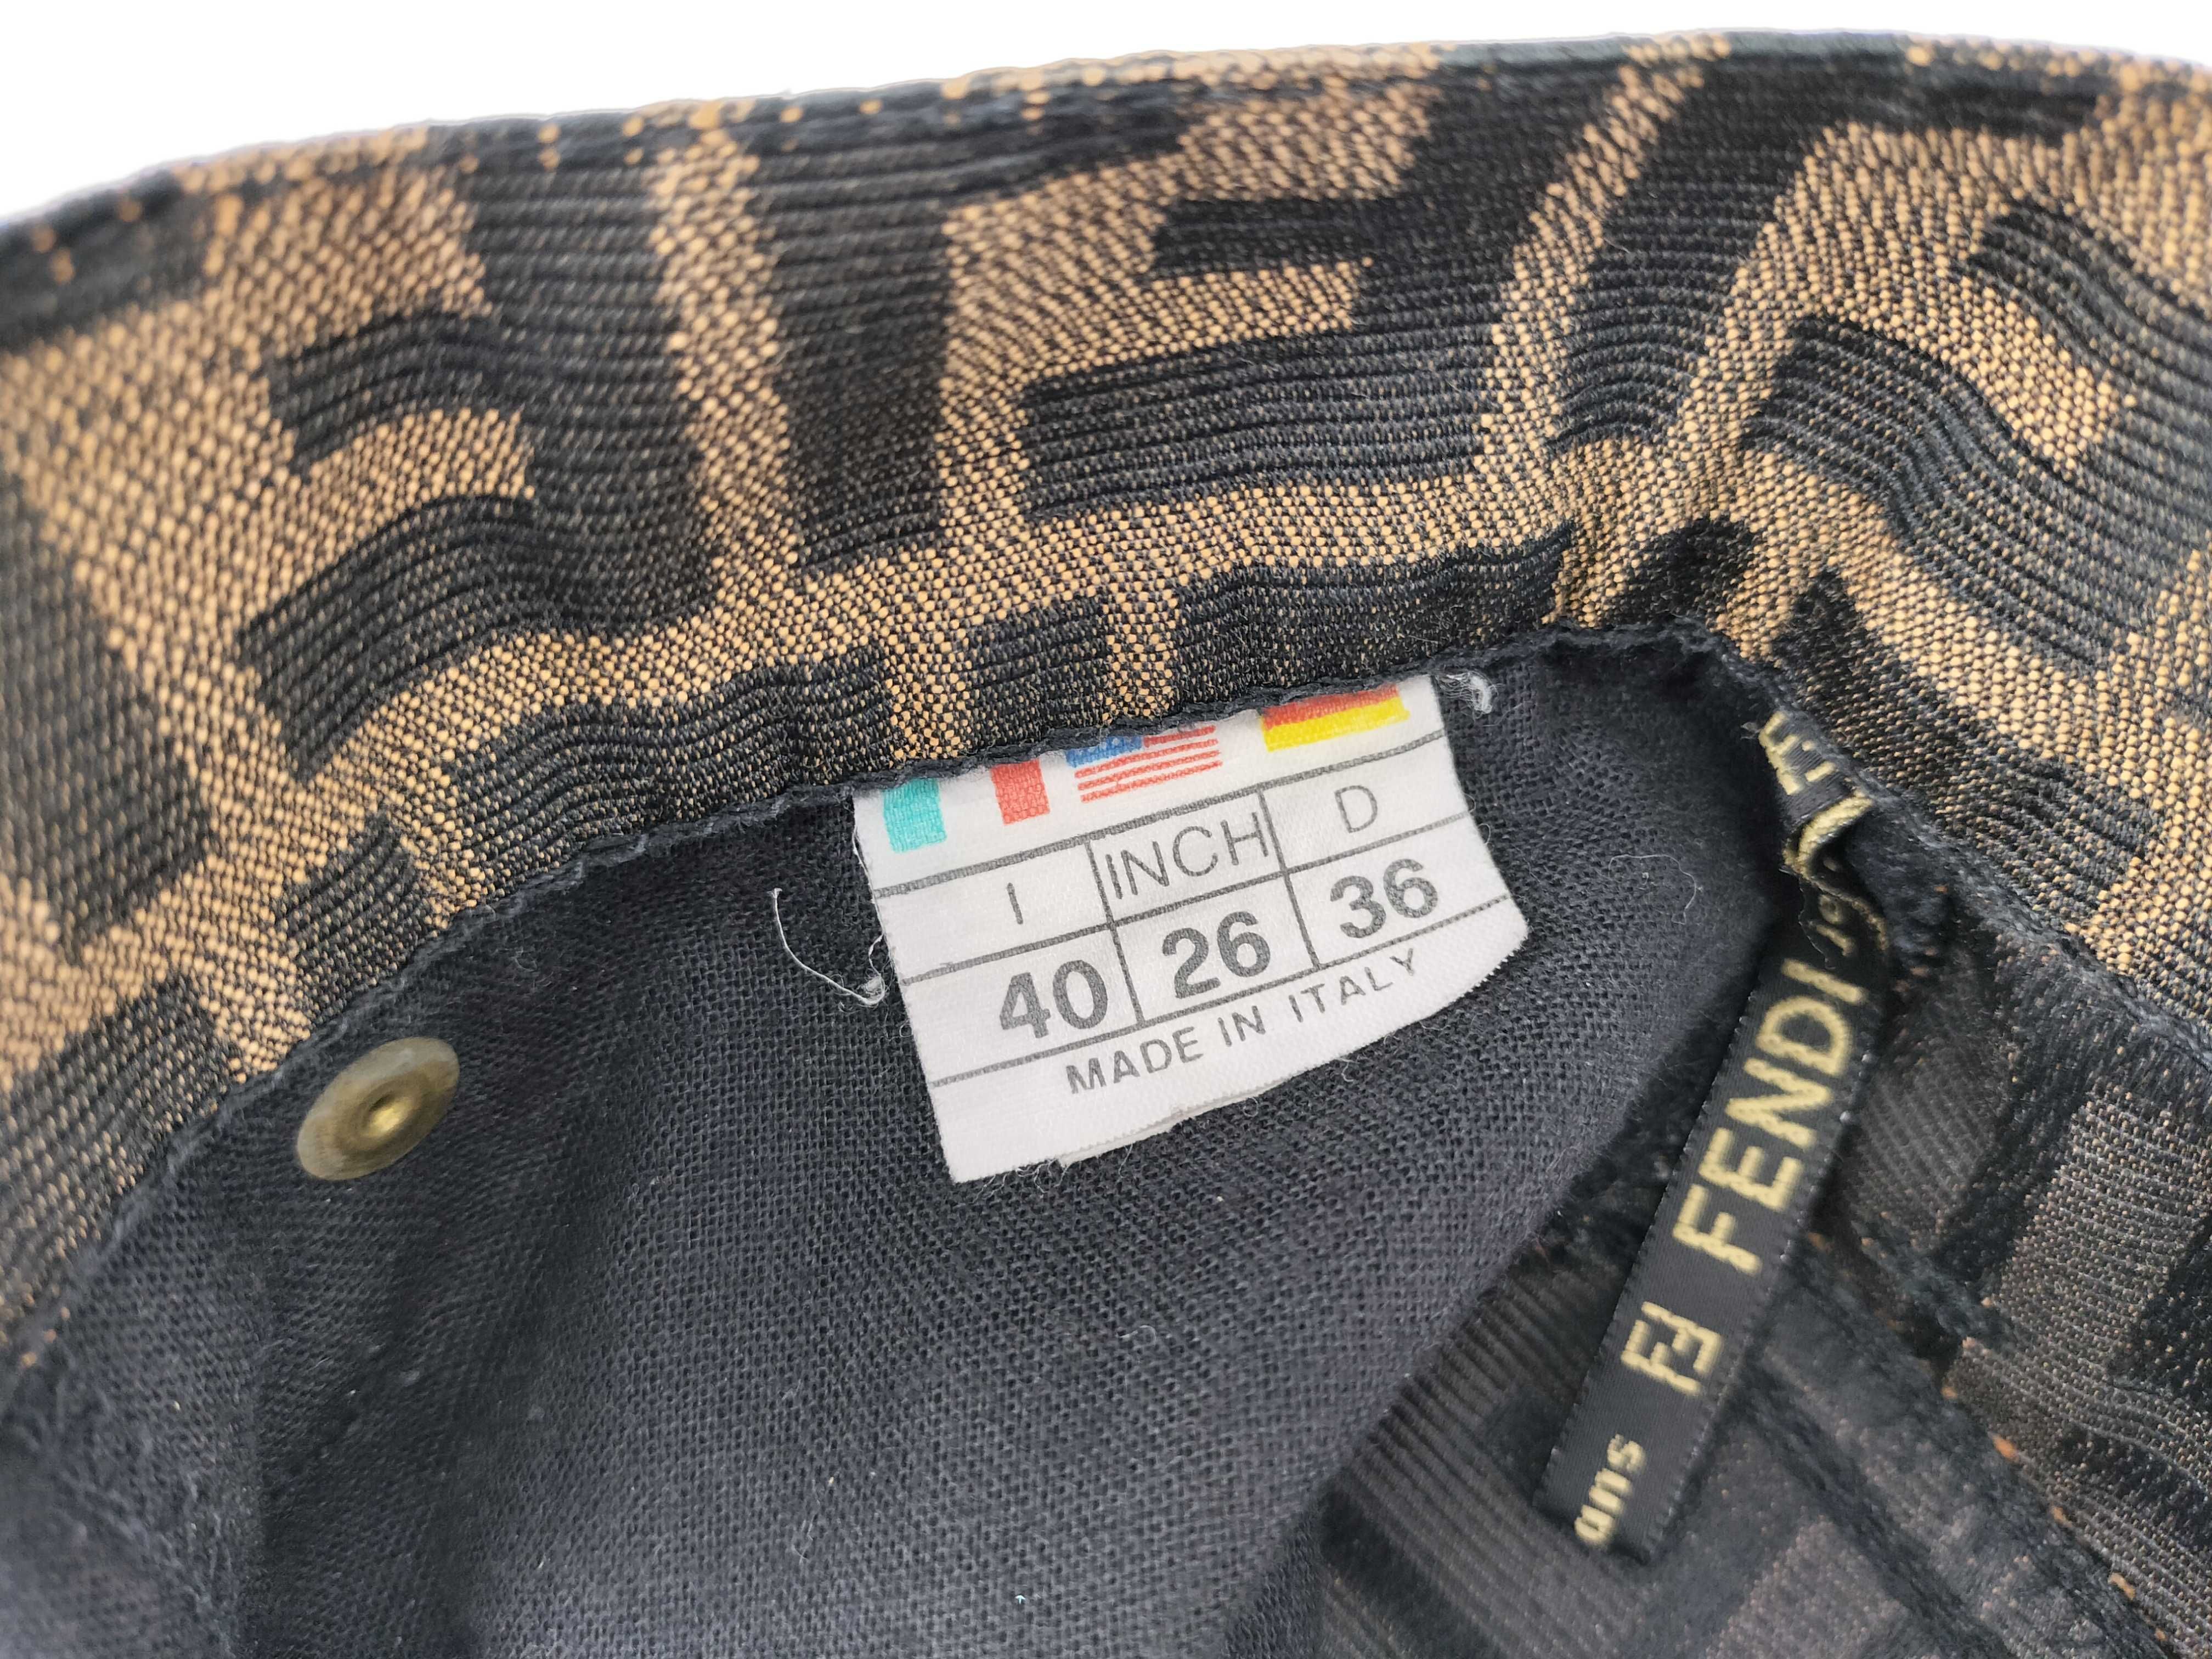 I INCH D
40 26 36
MADE IN ITALY
FENDI